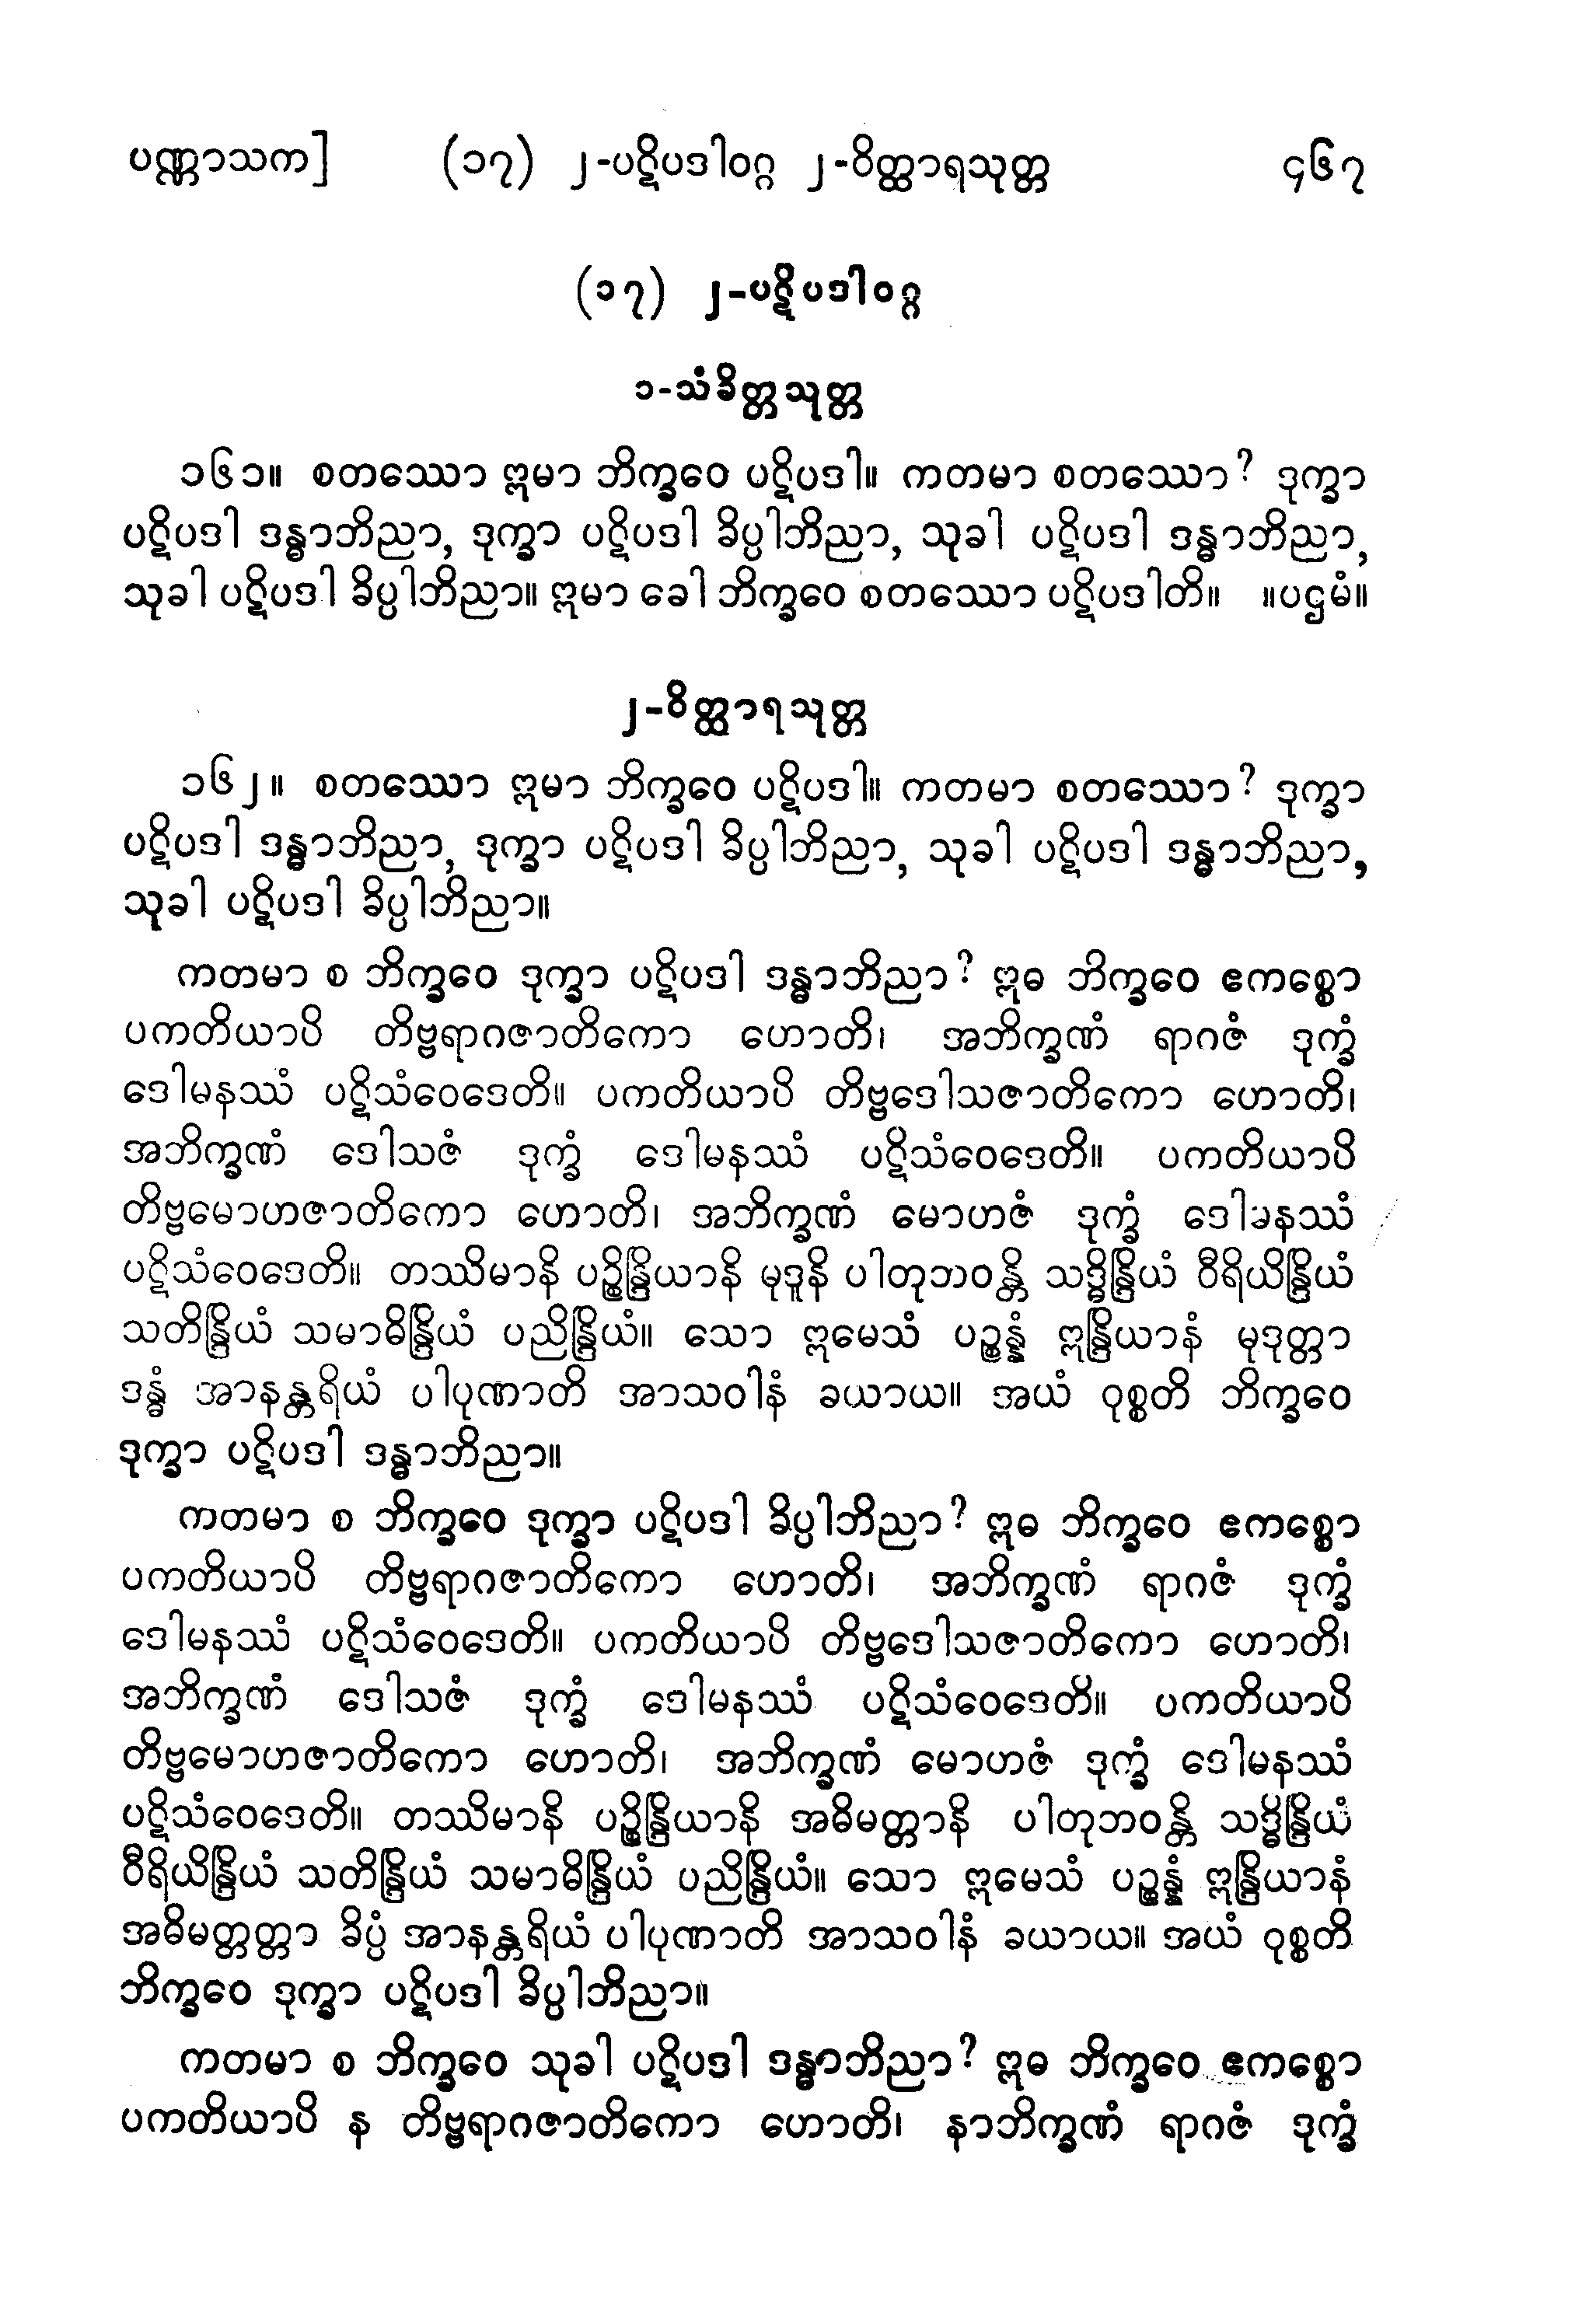 ပဏ္ဏာသက] (၁၇) ၂-ပဋိပဒါဝဂ္ဂ ၂-ဝိတ္ထာရသုတ္တ ၄၆၇
(၁၇) ၂-ပဋိပဒါဝဂ္ဂ
၁-သံခိတ္တသုတ္တ
၁၆၁။ စတဿော ဣမာ ဘိက္ခဝေ ပဋိပဒါ။ ကတမာ စတဿော? ဒုက္ခာ
ပဋိပဒါ ဒန္ဓာဘိညာ, ဒုက္ခာ ပဋိပဒါ ခိပ္ပါဘိညာ, သုခါ ပဋိပဒါ ဒန္ဓာဘိညာ,
သုခါ ပဋိပဒါ ခိပ္ပါဘိညာ။ ဣမာ ခေါ ဘိက္ခဝေ စတဿော ပဋိပဒါတိ။ ။ပဌမံ။
၂-ဝိတ္ထာရသုတ္တ
၁၆၂။ စတဿော ဣမာ ဘိက္ခဝေ ပဋိပဒါ။ ကတမာ စတဿော? ဒုက္ခာ
ပဋိပဒါ ဒန္ဓာဘိညာ, ဒုက္ခာ ပဋိပဒါ ခိပ္ပါဘိညာ, သုခါ ပဋိပဒါ ဒန္ဓာဘိညာ,
သုခါ ပဋိပဒါ ခိပ္ပါဘိညာ။
ကတမာ စ ဘိက္ခဝေ ဒုက္ခာ ပဋိပဒါ ဒန္ဓာဘိညာ? ဣဓ ဘိက္ခဝေ ဧကစ္စော
ပကတိယာပိ တိဗ္ဗရာဂဇာတိကော ဟောတိ၊ အဘိက္ခဏံ ရာဂဇံ ဒုက္ခံ
ဒေါမနဿံ ပဋိသံဝေဒေတိ။ ပကတိယာပိ တိဗ္ဗဒေါသဇာတိကော ဟောတိ၊
အဘိက္ခဏံ ဒေါသဇံ ဒုက္ခံ ဒေါမနဿံ ပဋိသံဝေဒေတိ။ ပကတိယာပိ
တိဗ္ဗမောဟဇာတိကော ဟောတိ၊ အဘိက္ခဏံ မောဟဇံ ဒုက္ခံ ဒေါမနဿံ
ပဋိသံဝေဒေတိ။ တဿိမာနိ ပဉ္စိန္ဒြိယာနိ မုဒူနိ ပါတုဘဝန္တိ သဒ္ဓိန္ဒြိယံ ဝီရိယိန္ဒြိယံ
သတိန္ဒြိယံ သမာဓိန္ဒြိယံ ပညိန္ဒြိယံ။ သော ဣမေသံ ပဉ္စန္နံ ဣန္ဒြိယာနံ မုဒုတ္တာ
ဒန္ဓံ အာနန္တရိယံ ပါပုဏာတိ အာသဝါနံ ခယာယ။ အယံ ဝုစ္စတိ ဘိက္ခဝေ
ဒုက္ခာ ပဋိပဒါ ဒန္ဓာဘိညာ။
ကတမာ စ ဘိက္ခဝေ ဒုက္ခာ ပဋိပဒါ ခိပ္ပါဘိညာ? ဣဓ ဘိက္ခဝေ ဧကစ္စော
ပကတိယာပိ တိဗ္ဗရာဂဇာတိကော ဟောတိ၊ အဘိက္ခဏံ ရာဂဇံ ဒုက္ခံ
ဒေါမနဿံ ပဋိသံဝေဒေတိ။ ပကတိယာပိ တိဗ္ဗဒေါသဇာတိကော ဟောတိ၊
အဘိက္ခဏံ ဒေါသဇံ ဒုက္ခံ ဒေါမနဿံ ပဋိသံဝေဒေတိ။ ပကတိယာပိ
တိဗ္ဗမောဟဇာတိကော ဟောတိ၊ အဘိက္ခဏံ မောဟဇံ ဒုက္ခံ ဒေါမနဿံ
ပဋိသံဝေဒေတိ။ တဿိမာနိ ပဉ္စိန္ဒြိယာနိ အဓိမတ္တာနိ ပါတုဘဝန္တိ သဒ္ဓိန္ဒြိယံ
ဝီရိယိန္ဒြိယံ သတိန္ဒြိယံ သမာဓိန္ဒြိယံ ပညိန္ဒြိယံ။ သော ဣမေသံ ပဉ္စန္နံ ဣန္ဒြိယာနံ
အဓိမတ္တတ္တာ ခိပ္ပံ အာနန္တရိယံ ပါပုဏာတိ အာသဝါနံ ခယာယ။ အယံ ဝုစ္စတိ
ဘိက္ခဝေ ဒုက္ခာ ပဋိပဒါ ခိပ္ပါဘိညာ။
ကတမာ စ ဘိက္ခဝေ သုခါ ပဋိပဒါ ဒန္ဓာဘိညာ? ဣဓ ဘိက္ခဝေ ဧကစ္စော
ပကတိယာပိ န တိဗ္ဗရာဂဇာတိကော ဟောတိ၊ နာဘိက္ခဏံ ရာဂဇံ ဒုက္ခံ